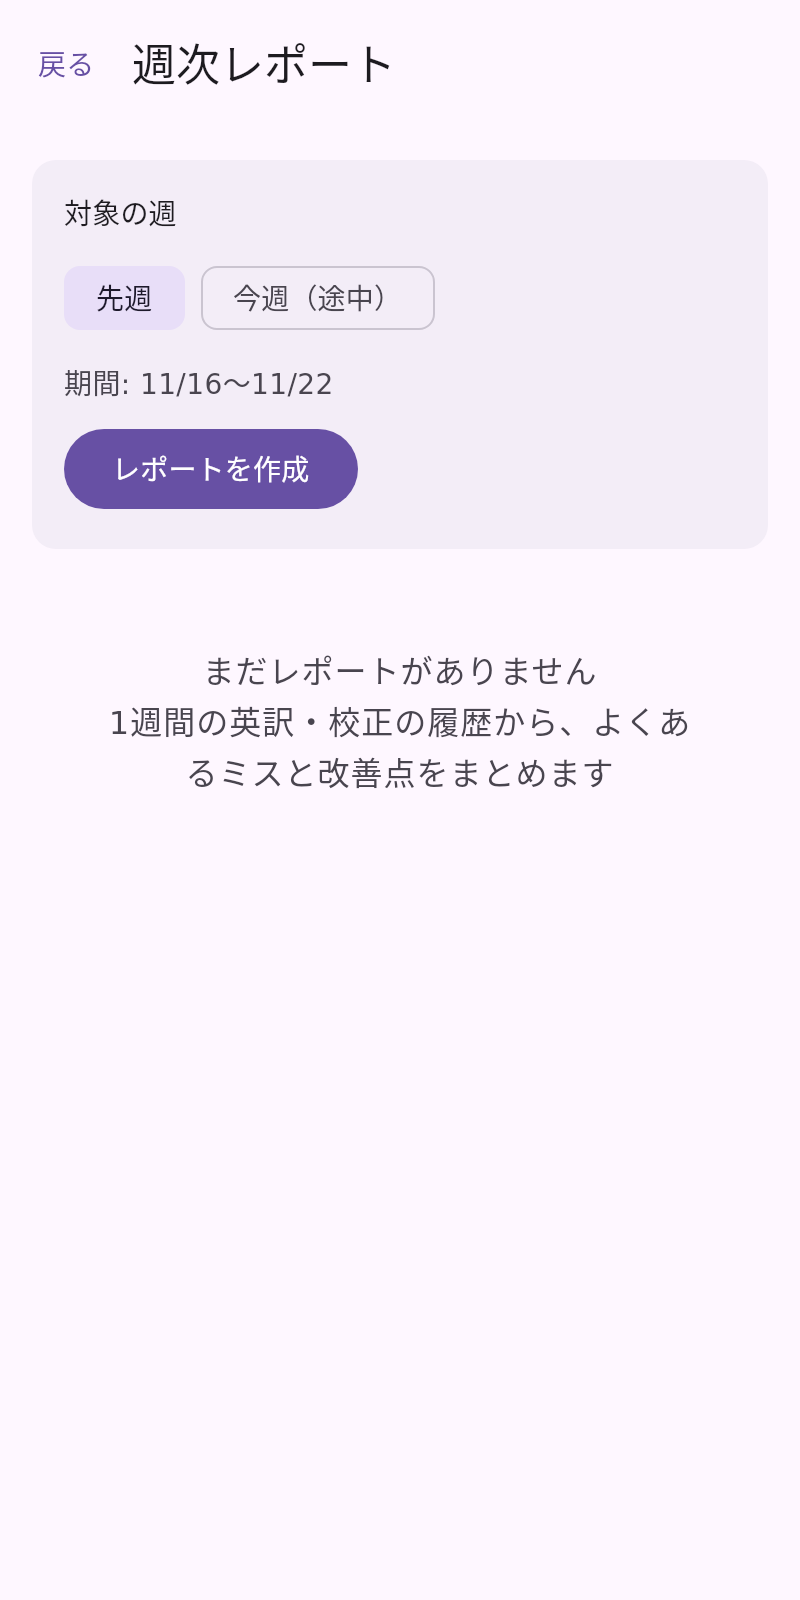 戻る 週次レポート
対象の週
先週 今週（途中）
期間: 11/16〜11/22
レポートを作成
まだレポートがありません
1週間の英訳・校正の履歴から、よくあ
るミスと改善点をまとめます